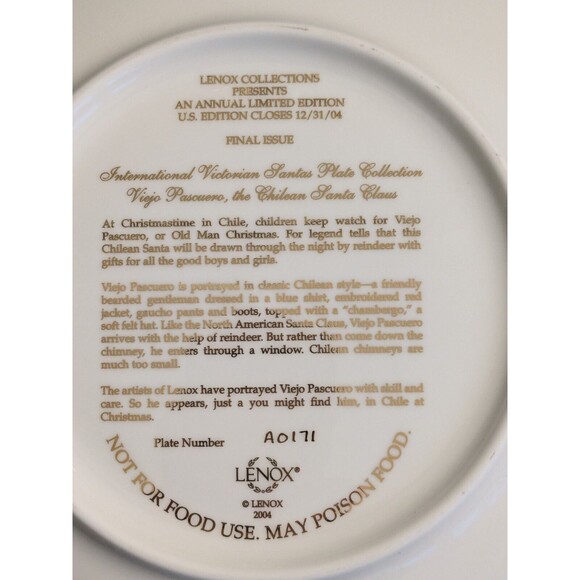 LENOX COLLECTIONS
PRESENTS
AN ANNUAL LIMITED EDITION
U.S. EDITION CLOSES 12/31/04
FINAL ISSUE
International Victorian Santas Plate Collection
Viejo Pascuero, the Chilean Santa Claus
At Christmastime in Chile, children keep watch for Viejo
Pascuero, or Old Man Christmas. For legend tells that this
Chilean Santa will be drawn through the night by reindeer with
gifts for all the good boys and girls.
Viejo Pascuero is portrayed in classic Chilean style—a friendly
bearded gentleman dressed in a blue shirt, embroidered red
jacket, gaucho pants and boots, topped with a "chambergo," a
soft felt hat. Like the North American Santa Claus, Viejo Pascuero
arrives with the help of reindeer. But rather than come down the
chimney, he enters through a window. Chilean chimneys are
much too small.
The artists of Lenox have portrayed Viejo Pascuero with skill and
care. So he appears, just a you might find him, in Chile at
Christmas.
Plate Number A0171
LENOX®
© LENOX
2004
NOT FOR FOOD USE. MAY POISON FOOD.